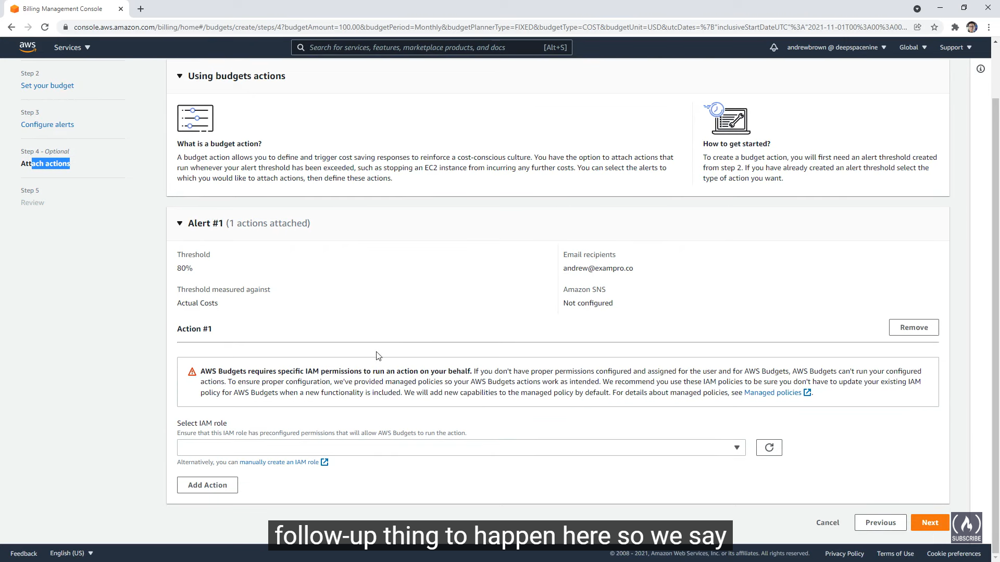 Billing Management Console
console.aws.amazon.com/billing/home#/budgets/create/steps/4?budgetAmount=100.00&budgetPeriod=Monthly&budgetPlannerType=FIXED&budgetType=COST&budgetUnit=USD&utcDates=%7B"inclusiveStartDateUTC"%3A"2021-11-01T00%3A00%3A00...
aws
Services
Search for services, features, marketplace products, and docs
[Alt+S]
andrewbrown @ deepspacenine
Global
Support
Step 2
Set your budget
Step 3
Configure alerts
Step 4 - Optional
Attach actions
Step 5
Review
Using budgets actions
What is a budget action?
A budget action allows you to define and trigger cost saving responses to reinforce a cost-conscious culture. You have the option to attach actions that
run whenever your alert threshold has been exceeded, such as stopping an EC2 instance from incurring any further costs. You can select the alerts to
which you would like to attach actions, then define these actions.
How to get started?
To create a budget action, you will first need an alert threshold created
from step 2. If you have already created an alert threshold select the
type of action you want.
Alert #1 (1 actions attached)
Threshold
80%
Threshold measured against
Actual Costs
Email recipients
andrew@exampro.co
Amazon SNS
Not configured
Action #1
Remove
AWS Budgets requires specific IAM permissions to run an action on your behalf. If you don't have proper permissions configured and assigned for the user and for AWS Budgets, AWS Budgets can't run your configured
actions. To ensure proper configuration, we've provided managed policies so your AWS Budgets actions work as intended. We recommend you use these IAM policies to be sure you don't have to update your existing IAM
policy for AWS Budgets when a new functionality is included. We will add new capabilities to the managed policy by default. For details about managed policies, see Managed policies.
Select IAM role
Ensure that this IAM role has preconfigured permissions that will allow AWS Budgets to run the action.
Alternatively, you can manually create an IAM role
Add Action
Cancel
Previous
Next
SUBSCRIBE
follow-up thing to happen here so we say
Feedback
English (US)
© 2008 - 2021, Amazon Web Services, Inc. or its affiliates. All rights reserved.
Privacy Policy
Terms of Use
Cookie preferences